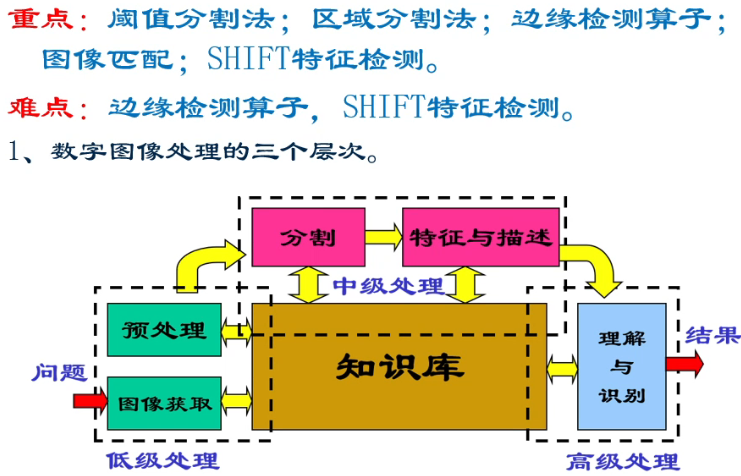 重点：阈值分割法；区域分割法；边缘检测算子；
图像匹配；SHIFT特征检测。
难点：边缘检测算子，SHIFT特征检测。
1、数字图像处理的三个层次。
分割
特征与描述
中级处理
预处理
知识库
理解
与
识别
结果
问题
图像获取
低级处理
高级处理